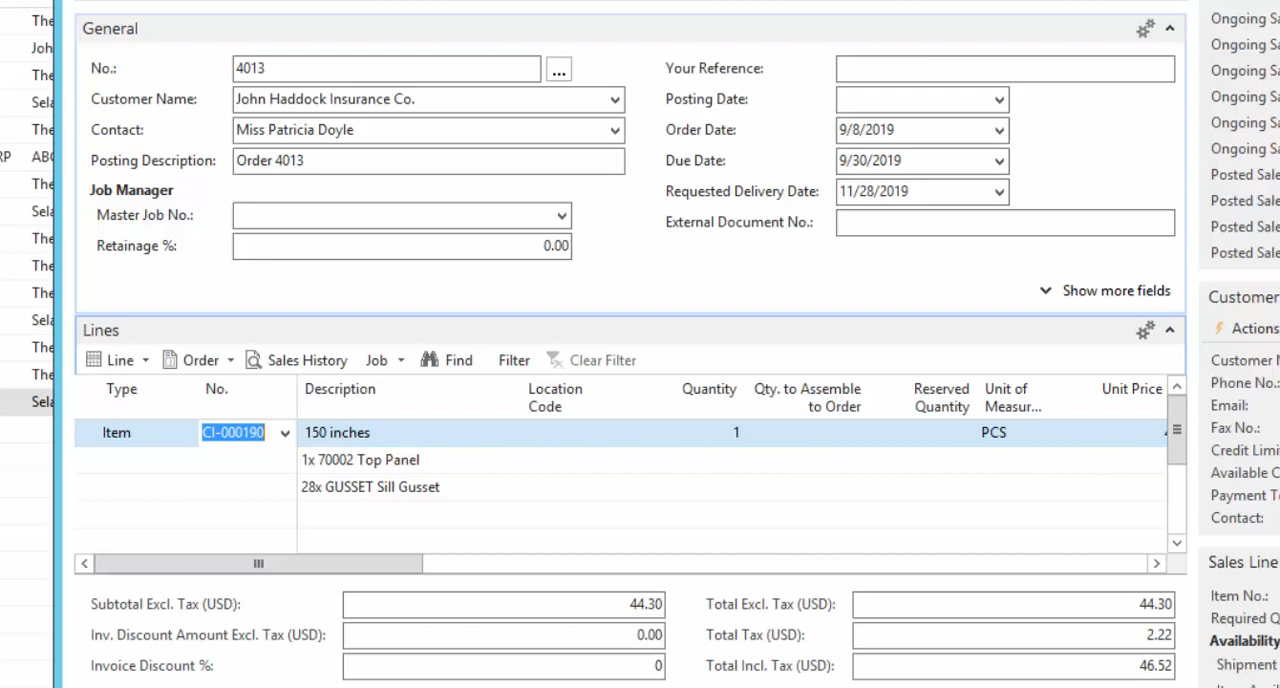 The
Joh
The
Sela
The
RP ABC
The
Sela
The
The
The
Sela
The
The
Sela
General
No.: 4013 ...
Customer Name: John Haddock Insurance Co.
Contact: Miss Patricia Doyle
Posting Description: Order 4013
Job Manager
Master Job No.:
Retainage %: 0.00
Your Reference:
Posting Date:
Order Date: 9/8/2019
Due Date: 9/30/2019
Requested Delivery Date: 11/28/2019
External Document No.:
Show more fields
Lines
Line Order Sales History Job Find Filter Clear Filter
Type No. Description Location Code Quantity Qty. to Assemble to Order Reserved Quantity Unit of Measur... Unit Price
Item CI-000190 150 inches 1 PCS
1x 70002 Top Panel
28x GUSSET Sill Gusset
Subtotal Excl. Tax (USD): 44.30
Inv. Discount Amount Excl. Tax (USD): 0.00
Invoice Discount %: 0
Total Excl. Tax (USD): 44.30
Total Tax (USD): 2.22
Total Incl. Tax (USD): 46.52
Ongoing Sa
Ongoing Sa
Ongoing Sa
Ongoing Sa
Ongoing Sa
Ongoing Sa
Posted Sale
Posted Sale
Posted Sale
Posted Sale
Customer
Actions
Customer N
Phone No.:
Email:
Fax No.:
Credit Limi
Available C
Payment Te
Contact:
Sales Line
Item No.:
Required Q
Availability
Shipment